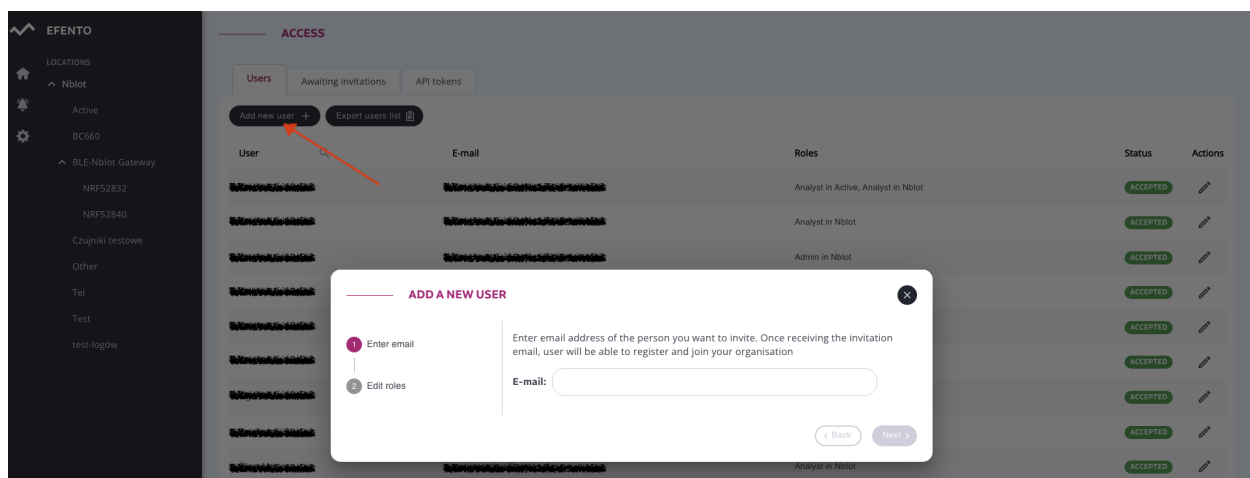 EFENTO
LOCATIONS
NbIot
Active
BC660
BLE-NbIot Gateway
NRF52832
NRF52840
Czujniki testowe
Other
Tel
Test
test-logów
ACCESS
Users Awaiting invitations API tokens
Add new user + Export users list
User E-mail Roles Status Actions
Analyst in Active, Analyst in NbIot ACCEPTED
Analyst in NbIot ACCEPTED
Admin in NbIot ACCEPTED
ACCEPTED
ACCEPTED
ACCEPTED
ACCEPTED
ACCEPTED
Analyst in NbIot ACCEPTED
ADD A NEW USER
1 Enter email
2 Edit roles
Enter email address of the person you want to invite. Once receiving the invitation
email, user will be able to register and join your organisation
E-mail:
Back Next